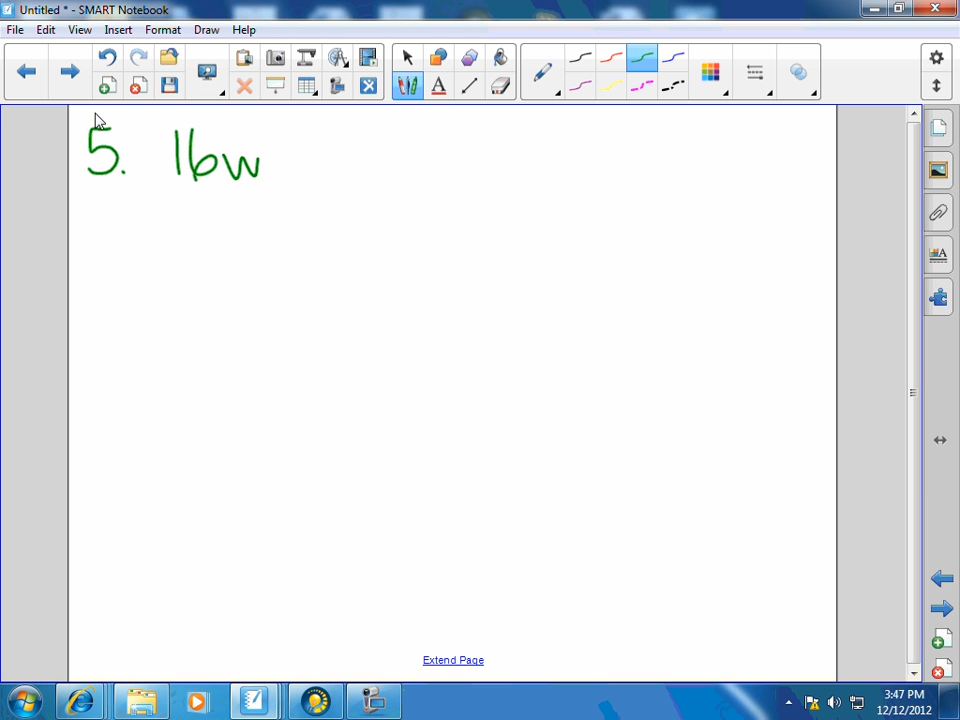 Untitled * - SMART Notebook
File Edit View Insert Format Draw Help
5. 16w
Extend Page
3:47 PM
12/12/2012